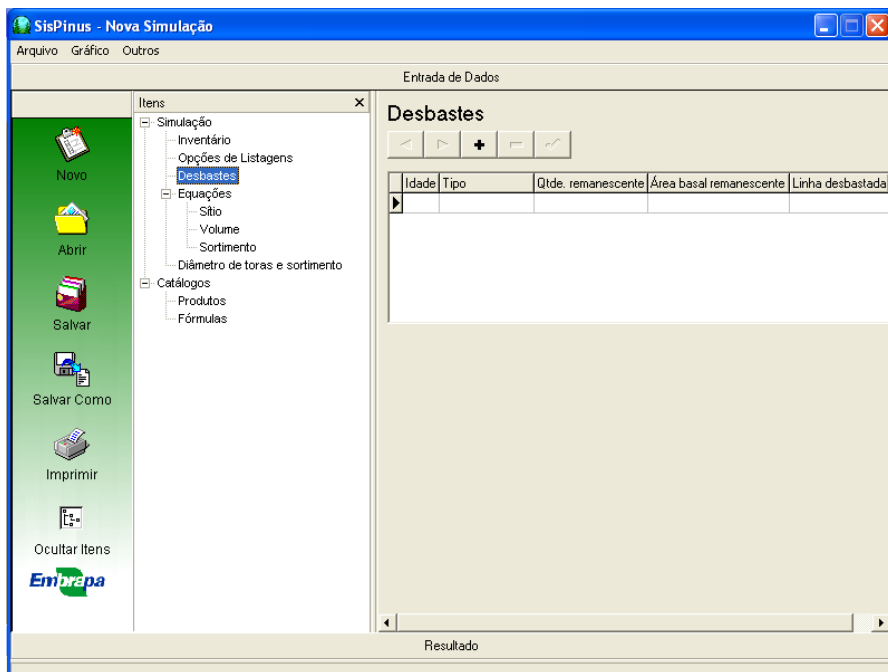 SisPinus - Nova Simulação
Arquivo Gráfico Outros
Entrada de Dados
Novo
Abrir
Salvar
Salvar Como
Imprimir
Ocultar Itens
Embrapa
Itens
Simulação
Inventário
Opções de Listagens
Desbastes
Equações
Sítio
Volume
Sortimento
Diâmetro de toras e sortimento
Catálogos
Produtos
Fórmulas
Desbastes
Idade Tipo Qtde. remanescente Área basal remanescente Linha desbastada
Resultado